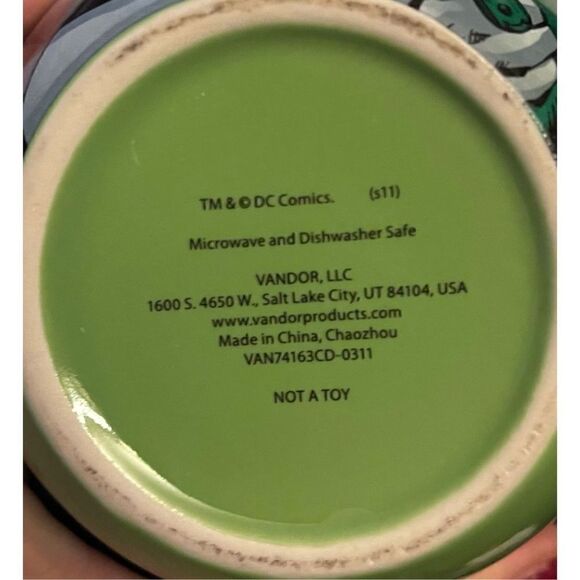 TM & © DC Comics. (s11)
Microwave and Dishwasher Safe
VANDOR, LLC
1600 S. 4650 W., Salt Lake City, UT 84104, USA
www.vandorproducts.com
Made in China, Chaozhou
VAN74163CD-0311
NOT A TOY